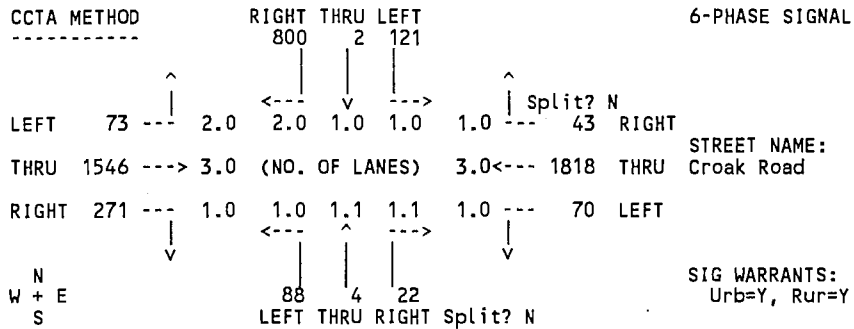 CCTA METHOD RIGHT THRU LEFT 6-PHASE SIGNAL
----------- 800 2 121
^ | | | ^
| <--- v ---> | Split? N
LEFT 73 --- 2.0 2.0 1.0 1.0 1.0 --- 43 RIGHT
STREET NAME:
THRU 1546 ---> 3.0 (NO. OF LANES) 3.0<--- 1818 THRU Croak Road
RIGHT 271 --- 1.0 1.0 1.1 1.1 1.0 --- 70 LEFT
| <--- ^ ---> |
v | | | v
N SIG WARRANTS:
W + E 88 4 22 Urb=Y, Rur=Y
S LEFT THRU RIGHT Split? N